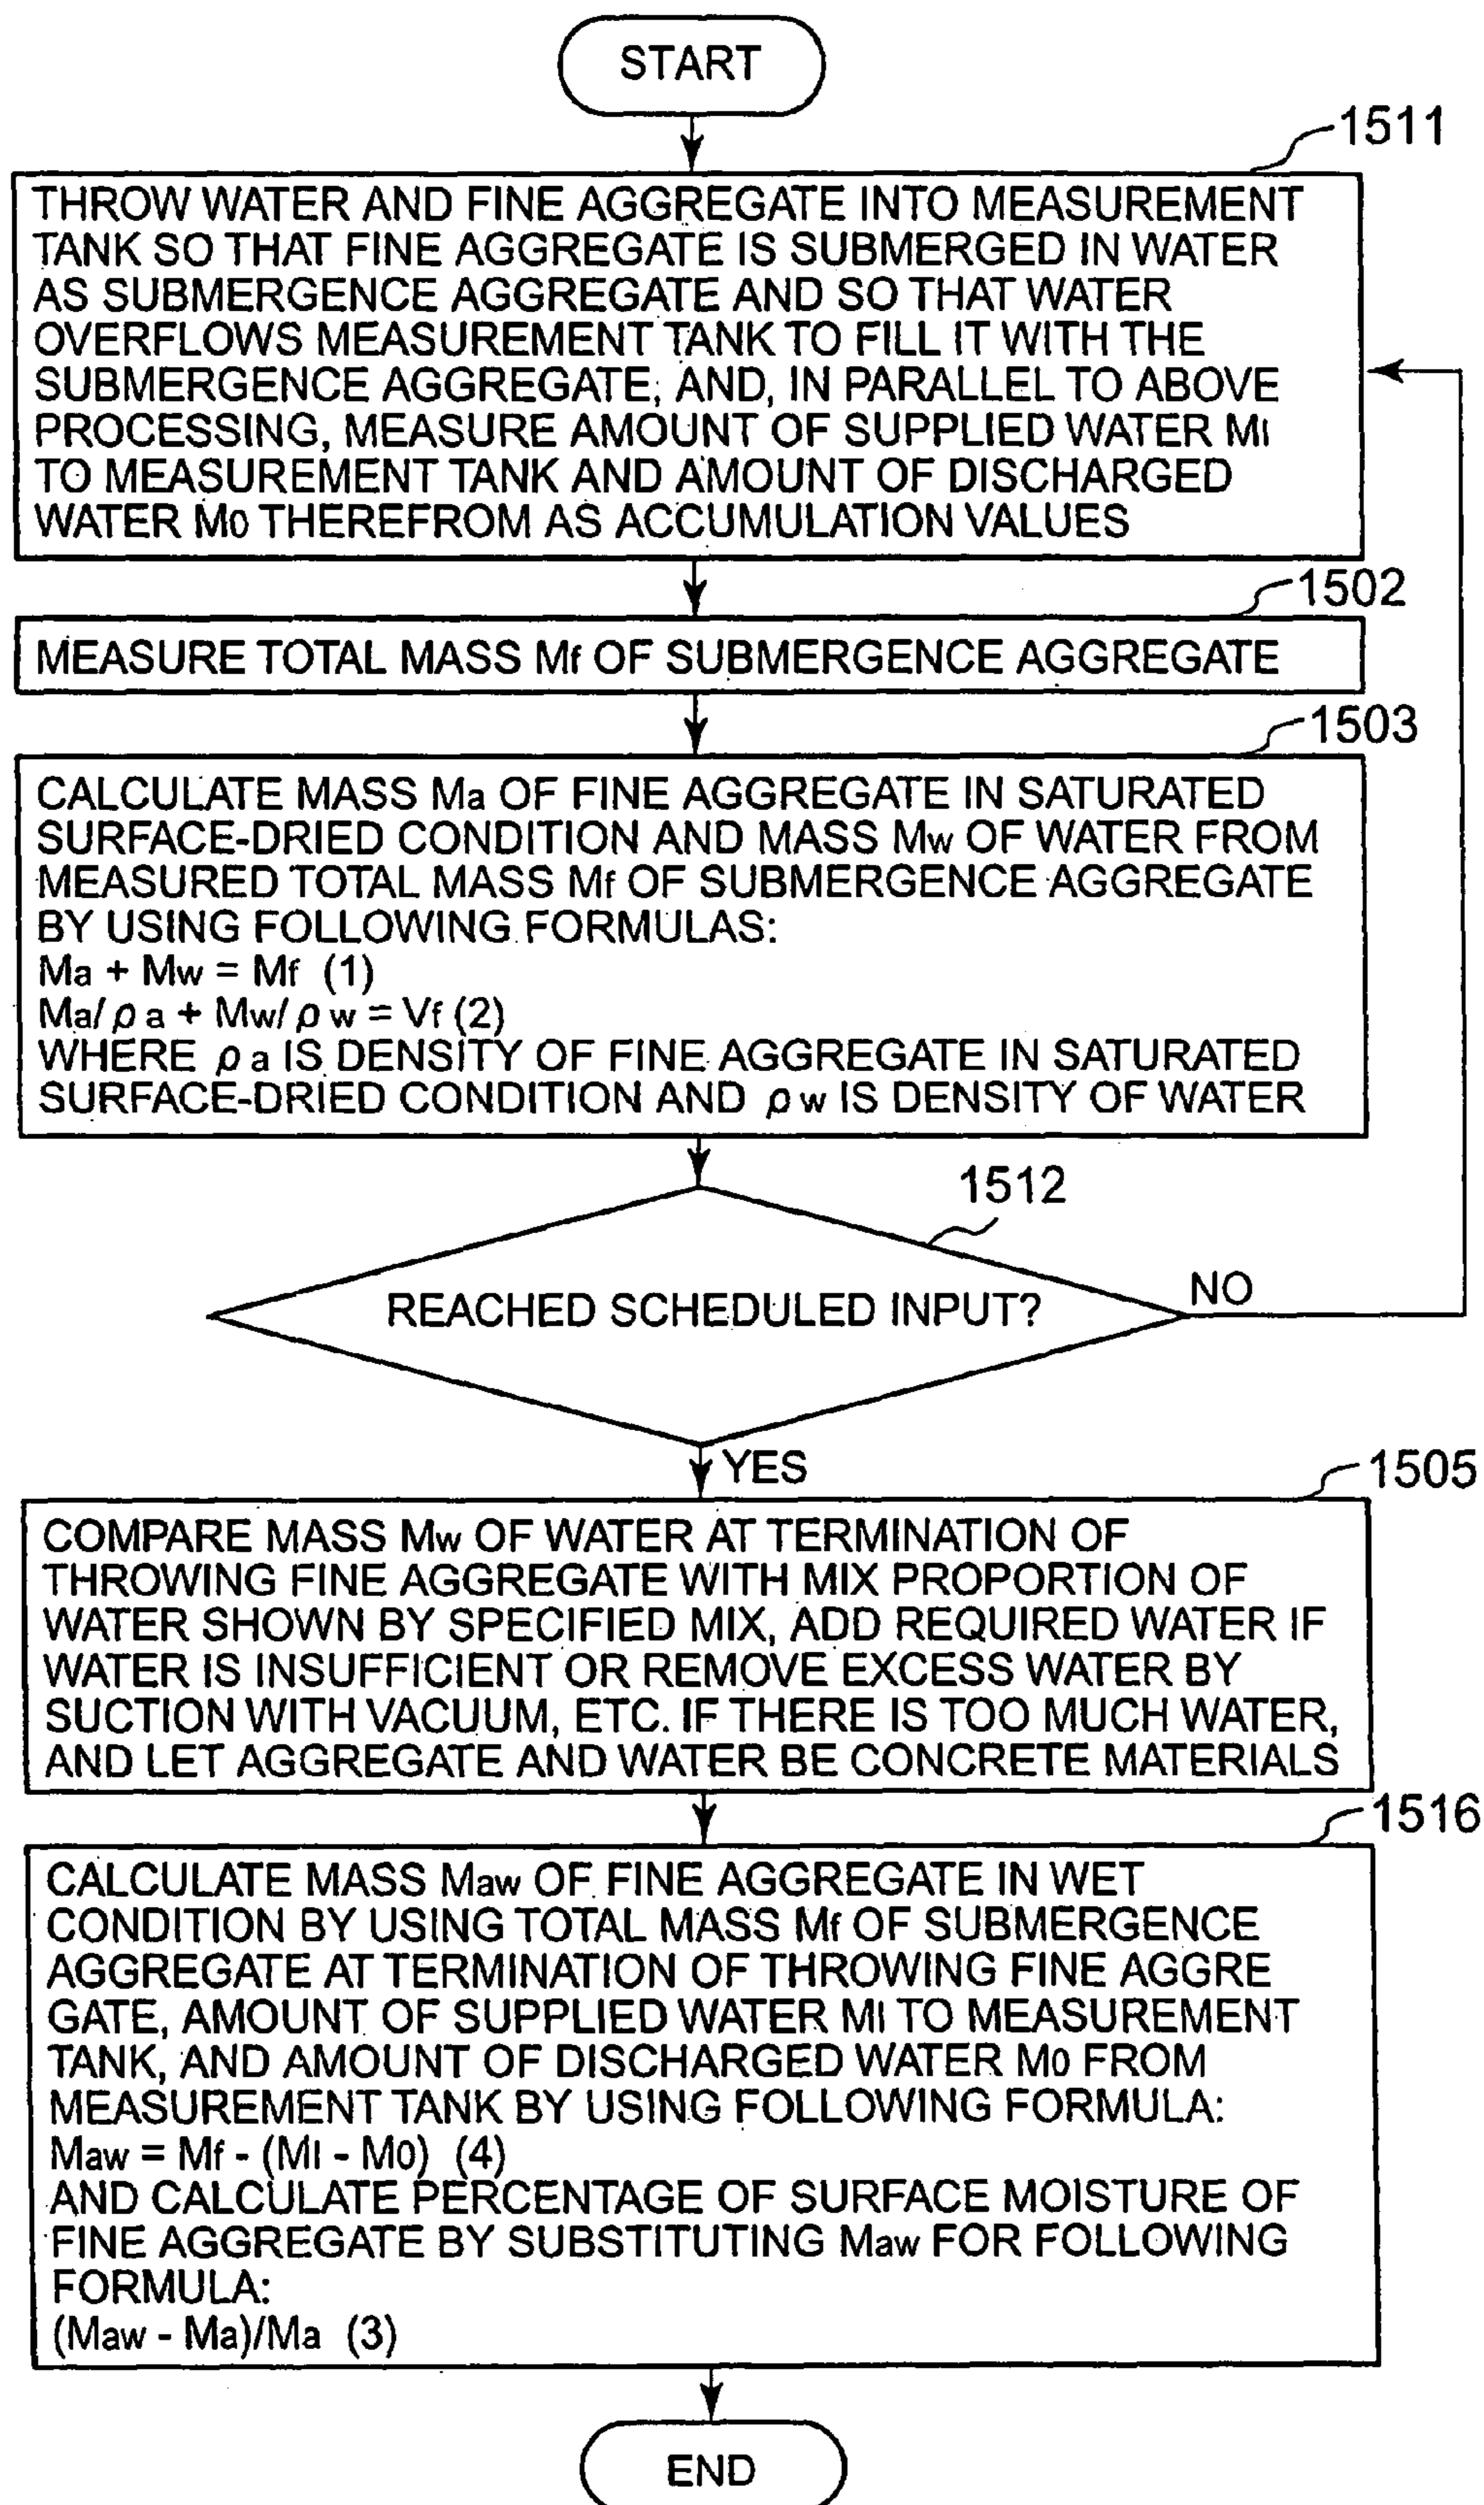 START
1511
THROW WATER AND FINE AGGREGATE INTO MEASUREMENT
TANK SO THAT FINE AGGREGATE IS SUBMERGED IN WATER
AS SUBMERGENCE AGGREGATE AND SO THAT WATER
OVERFLOWS MEASUREMENT TANK TO FILL IT WITH THE
SUBMERGENCE AGGREGATE, AND, IN PARALLEL TO ABOVE
PROCESSING, MEASURE AMOUNT OF SUPPLIED WATER MI
TO MEASUREMENT TANK AND AMOUNT OF DISCHARGED
WATER M0 THEREFROM AS ACCUMULATION VALUES
1502
MEASURE TOTAL MASS Mf OF SUBMERGENCE AGGREGATE
1503
CALCULATE MASS Ma OF FINE AGGREGATE IN SATURATED
SURFACE-DRIED CONDITION AND MASS Mw OF WATER FROM
MEASURED TOTAL MASS Mf OF SUBMERGENCE AGGREGATE
BY USING FOLLOWING FORMULAS:
Ma + Mw = Mf (1)
Ma/ρa + Mw/ρw = Vf (2)
WHERE ρa IS DENSITY OF FINE AGGREGATE IN SATURATED
SURFACE-DRIED CONDITION AND ρw IS DENSITY OF WATER
1512
REACHED SCHEDULED INPUT?
NO
YES
1505
COMPARE MASS Mw OF WATER AT TERMINATION OF
THROWING FINE AGGREGATE WITH MIX PROPORTION OF
WATER SHOWN BY SPECIFIED MIX, ADD REQUIRED WATER IF
WATER IS INSUFFICIENT OR REMOVE EXCESS WATER BY
SUCTION WITH VACUUM, ETC. IF THERE IS TOO MUCH WATER,
AND LET AGGREGATE AND WATER BE CONCRETE MATERIALS
1516
CALCULATE MASS Maw OF FINE AGGREGATE IN WET
CONDITION BY USING TOTAL MASS Mf OF SUBMERGENCE
AGGREGATE AT TERMINATION OF THROWING FINE AGGRE
GATE, AMOUNT OF SUPPLIED WATER MI TO MEASUREMENT
TANK, AND AMOUNT OF DISCHARGED WATER M0 FROM
MEASUREMENT TANK BY USING FOLLOWING FORMULA:
Maw = Mf - (MI - M0) (4)
AND CALCULATE PERCENTAGE OF SURFACE MOISTURE OF
FINE AGGREGATE BY SUBSTITUTING Maw FOR FOLLOWING
FORMULA:
(Maw - Ma)/Ma (3)
END